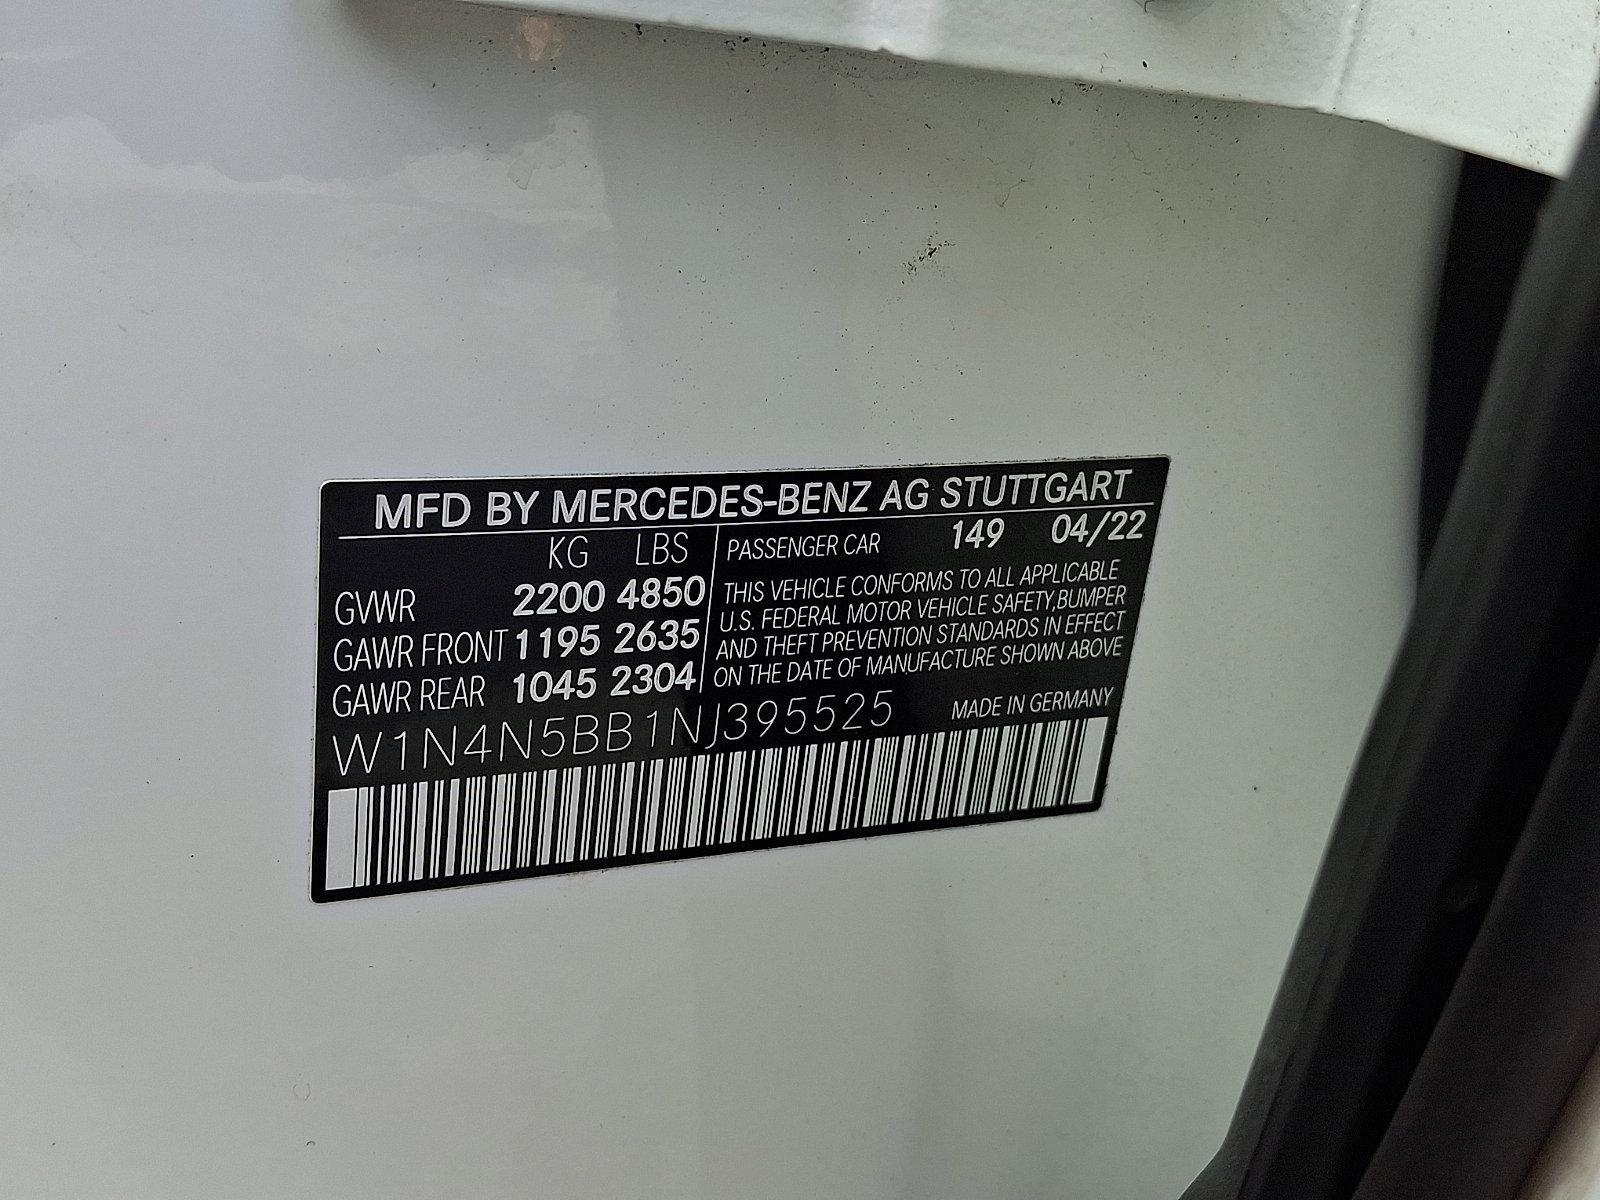 MFD BY MERCEDES-BENZ AG STUTTGART
KG LBS
GVWR 2200 4850
GAWR FRONT 1195 2635
GAWR REAR 1045 2304
PASSENGER CAR 149 04/22
THIS VEHICLE CONFORMS TO ALL APPLICABLE
U.S. FEDERAL MOTOR VEHICLE SAFETY,BUMPER
AND THEFT PREVENTION STANDARDS IN EFFECT
ON THE DATE OF MANUFACTURE SHOWN ABOVE
W1N4N5BB1NJ395525 MADE IN GERMANY